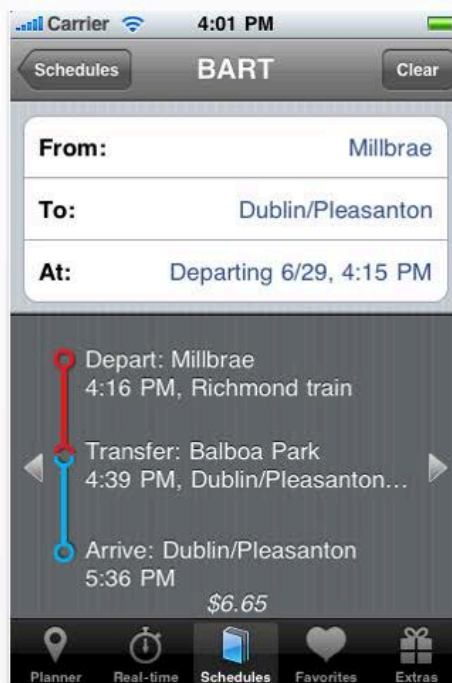 Carrier 4:01 PM
Schedules BART Clear
From: Millbrae
To: Dublin/Pleasanton
At: Departing 6/29, 4:15 PM
Depart: Millbrae
4:16 PM, Richmond train
Transfer: Balboa Park
4:39 PM, Dublin/Pleasanton...
Arrive: Dublin/Pleasanton
5:36 PM
$6.65
Planner Real-time Schedules Favorites Extras